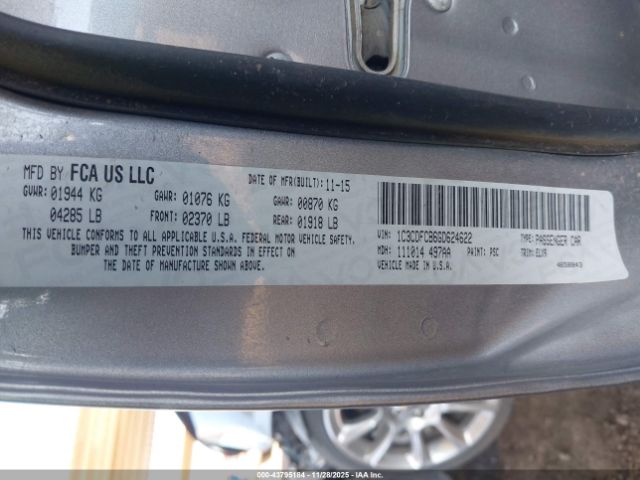 MFD BY FCA US LLC
DATE OF MFR(BUILT): 11-15
GVWR: 01944 KG
GAWR: 01076 KG
GAWR: 00870 KG
04285 LB
FRONT: 02370 LB
REAR: 01918 LB
THIS VEHICLE CONFORMS TO ALL APPLICABLE U.S.A. FEDERAL MOTOR VEHICLE SAFETY,
BUMPER AND THEFT PREVENTION STANDARDS IN EFFECT ON
THE DATE OF MANUFACTURE SHOWN ABOVE.
VIN: 1C3CDFCB6GD624622
TYPE: PASSENGER CAR
MDH: 111014 497AA
PAINT: PSC
TRIM: ELVR
VEHICLE MADE IN U.S.A.
000-43795184 | 11/28/2025 | IAAI